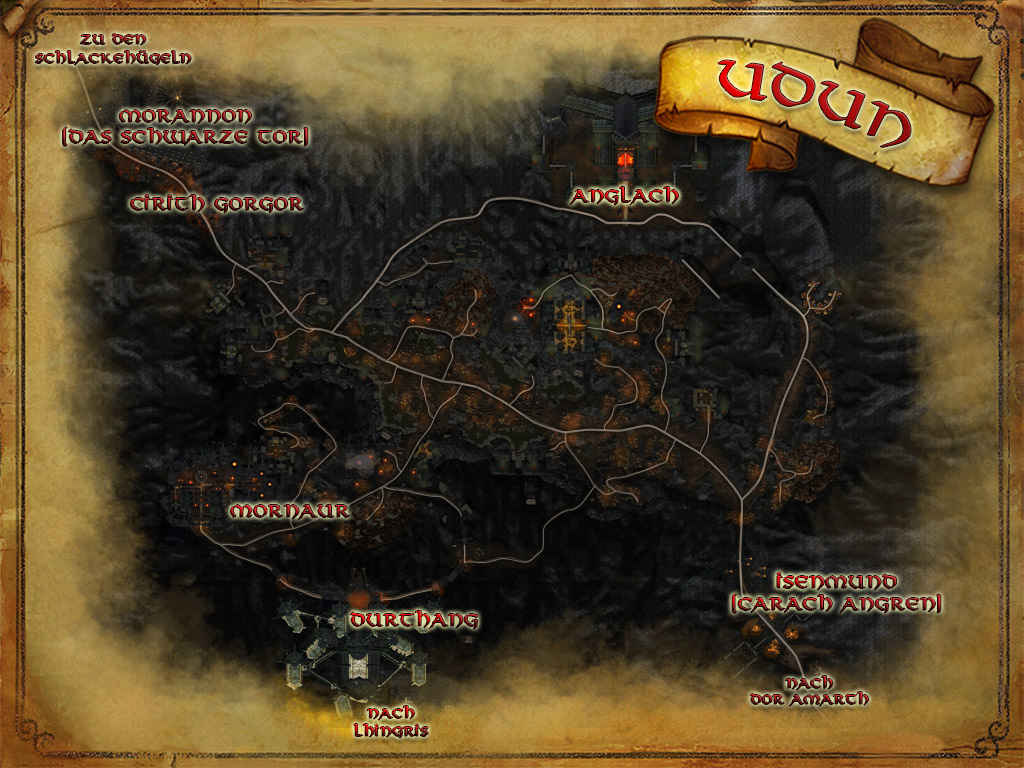 ZU DEN
SCHLACKEHÜGELN
UDUN
MORANNON
(DAS SCHWARZE TOR)
CIRITH GORGOR
ANGLACH
MORNAUR
ISENMUND
(CARACH ANGREN)
DURTHANG
NACH
DOR AMARTH
NACH
LHINGRIS